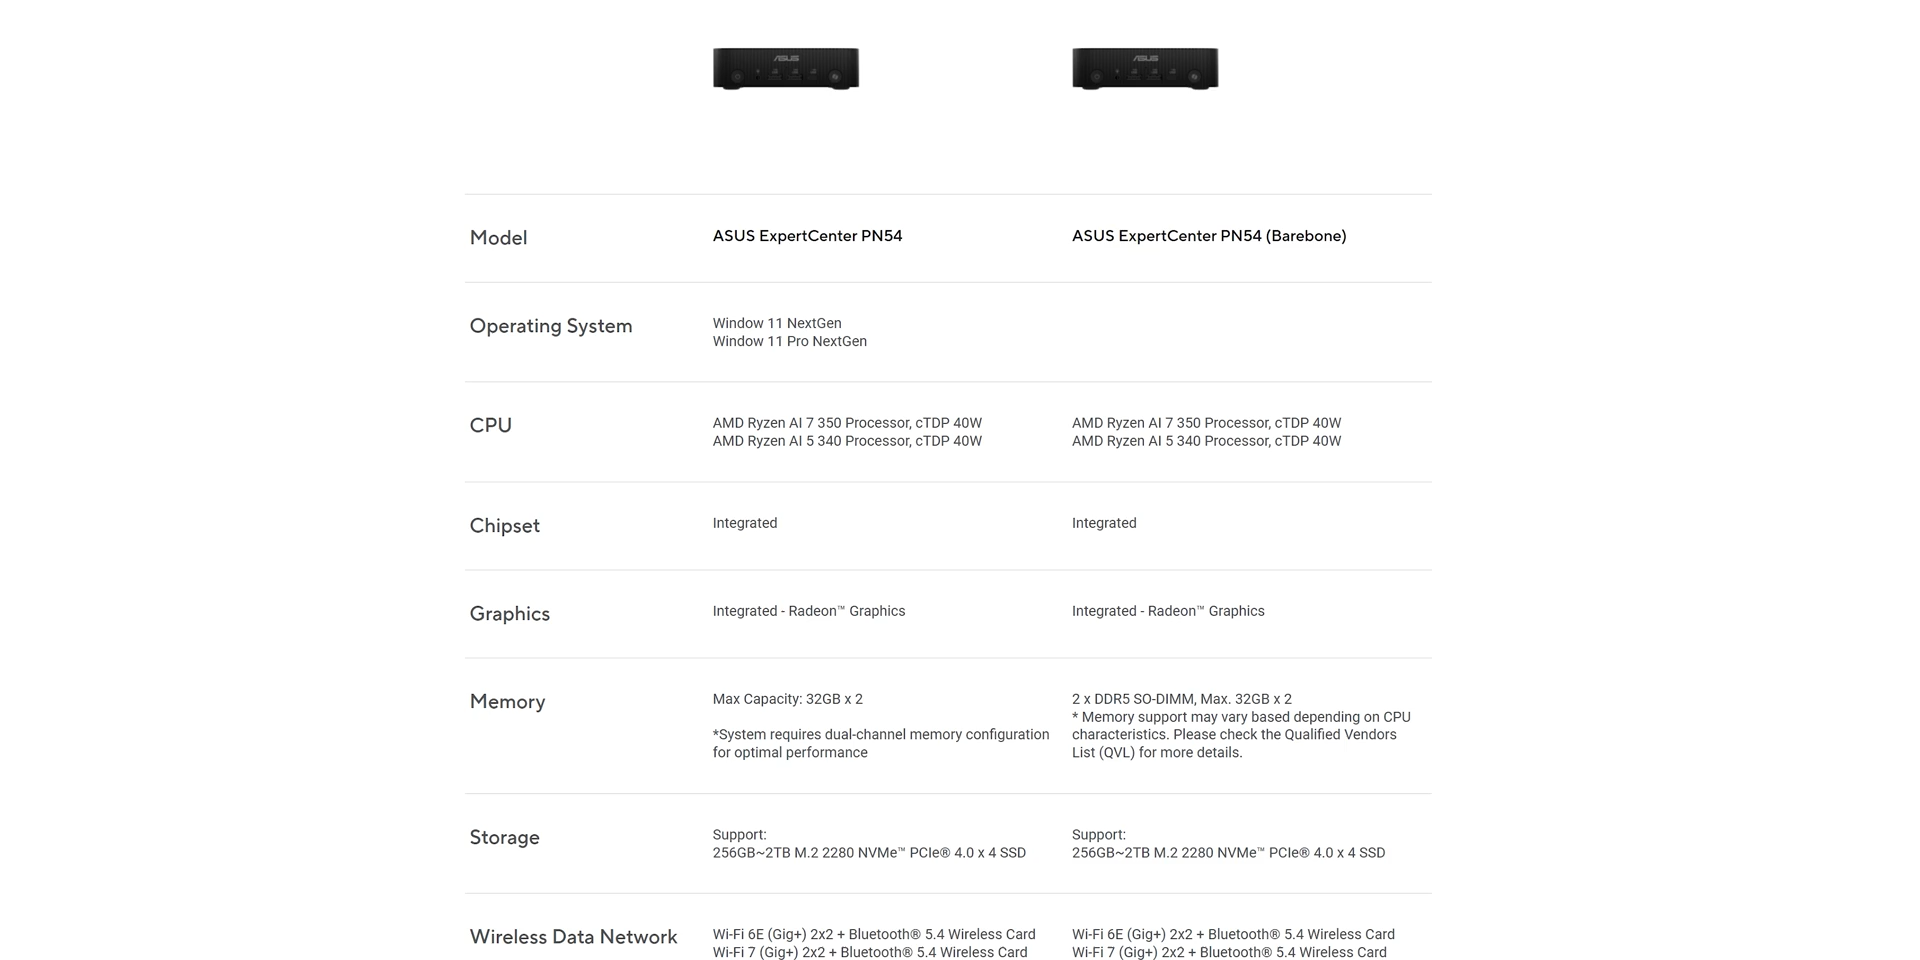 ASUS ASUS
Model ASUS ExpertCenter PN54 ASUS ExpertCenter PN54 (Barebone)
Operating System Window 11 NextGen
Window 11 Pro NextGen
CPU AMD Ryzen AI 7 350 Processor, cTDP 40W AMD Ryzen AI 7 350 Processor, cTDP 40W
AMD Ryzen AI 5 340 Processor, cTDP 40W AMD Ryzen AI 5 340 Processor, cTDP 40W
Chipset Integrated Integrated
Graphics Integrated - Radeon™ Graphics Integrated - Radeon™ Graphics
Memory Max Capacity: 32GB x 2 2 x DDR5 SO-DIMM, Max. 32GB x 2
* Memory support may vary based depending on CPU
*System requires dual-channel memory configuration characteristics. Please check the Qualified Vendors
for optimal performance List (QVL) for more details.
Storage Support: Support:
256GB~2TB M.2 2280 NVMe™ PCIe® 4.0 x 4 SSD 256GB~2TB M.2 2280 NVMe™ PCIe® 4.0 x 4 SSD
Wireless Data Network Wi-Fi 6E (Gig+) 2x2 + Bluetooth® 5.4 Wireless Card Wi-Fi 6E (Gig+) 2x2 + Bluetooth® 5.4 Wireless Card
Wi-Fi 7 (Gig+) 2x2 + Bluetooth® 5.4 Wireless Card Wi-Fi 7 (Gig+) 2x2 + Bluetooth® 5.4 Wireless Card